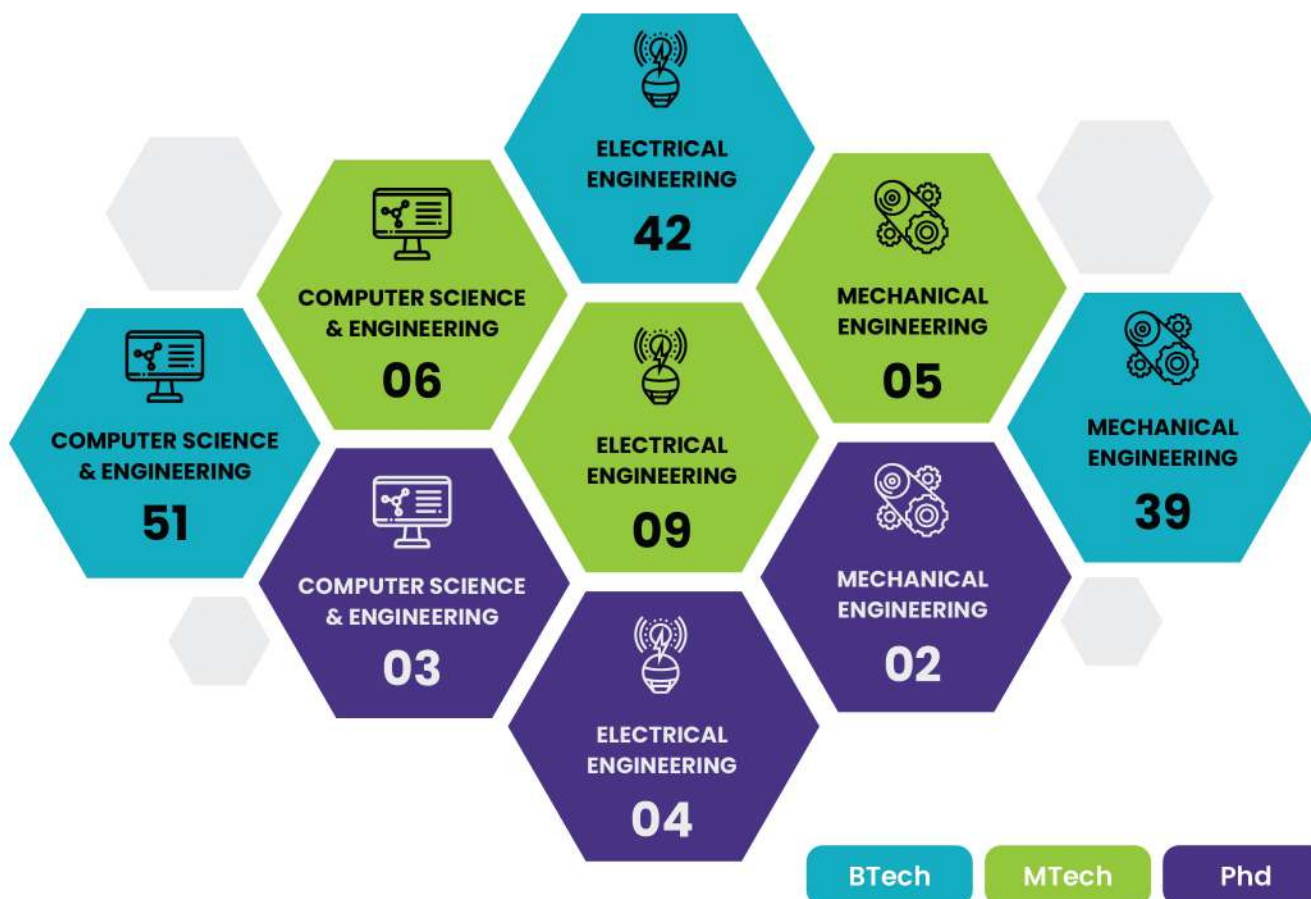 ELECTRICAL
ENGINEERING
42
COMPUTER SCIENCE
& ENGINEERING
06
MECHANICAL
ENGINEERING
05
COMPUTER SCIENCE
& ENGINEERING
51
ELECTRICAL
ENGINEERING
09
MECHANICAL
ENGINEERING
39
COMPUTER SCIENCE
& ENGINEERING
03
MECHANICAL
ENGINEERING
02
ELECTRICAL
ENGINEERING
04
BTech
MTech
Phd